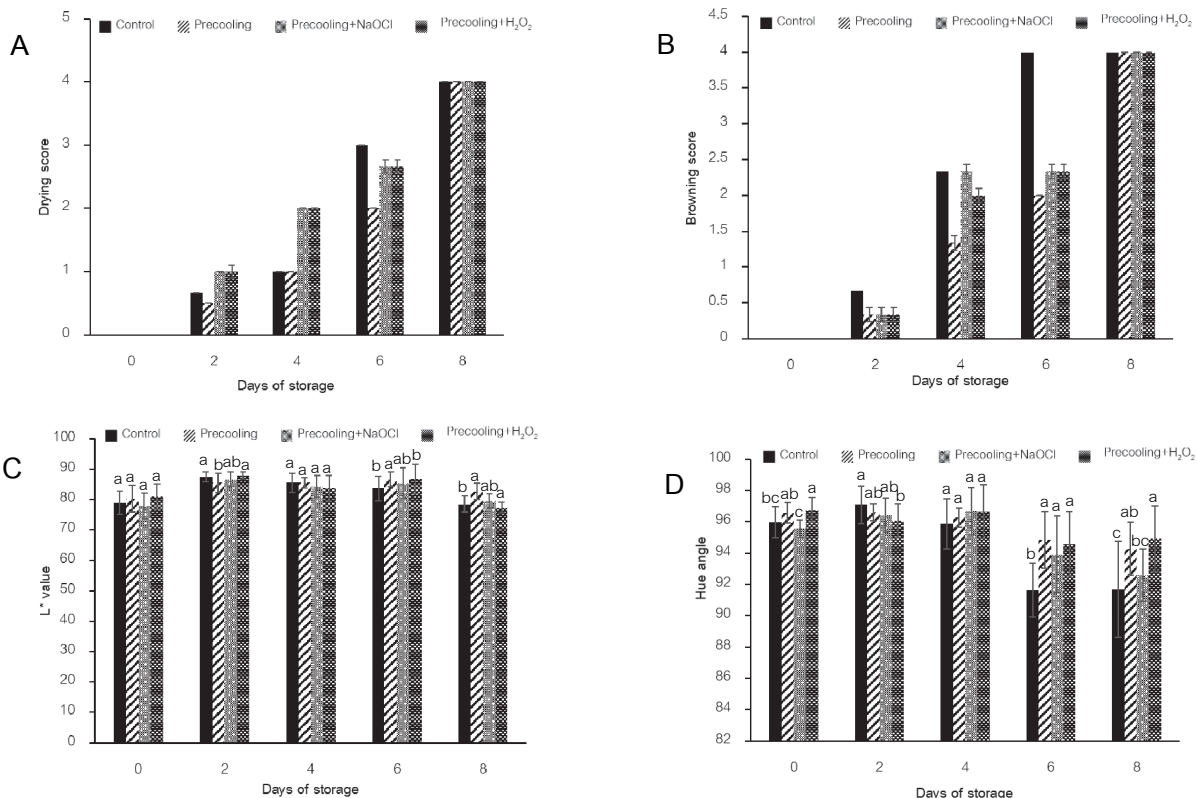 A
Control Precooling Precooling+NaOCl Precooling+H₂O₂
5
4
3
2
1
0
Drying score
0 2 4 6 8
Days of storage
B
Control Precooling Precooling+NaOCl Precooling+H₂O₂
4.5
4
3.5
3
2.5
2
1.5
1
0.5
0
Browning score
0 2 4 6 8
Days of storage
C
Control Precooling Precooling+NaOCl Precooling+H₂O₂
100
90
80
70
60
50
40
30
20
10
0
L* value
a a a a a b ab a a a a a b a ab b b a ab a
0 2 4 6 8
Days of storage
D
Control Precooling Precooling+NaOCl Precooling+H₂O₂
100
98
96
94
92
90
88
86
84
82
Hue angle
bc ab c a a ab ab b a a a a b a a a c ab bc a
0 2 4 6 8
Days of storage